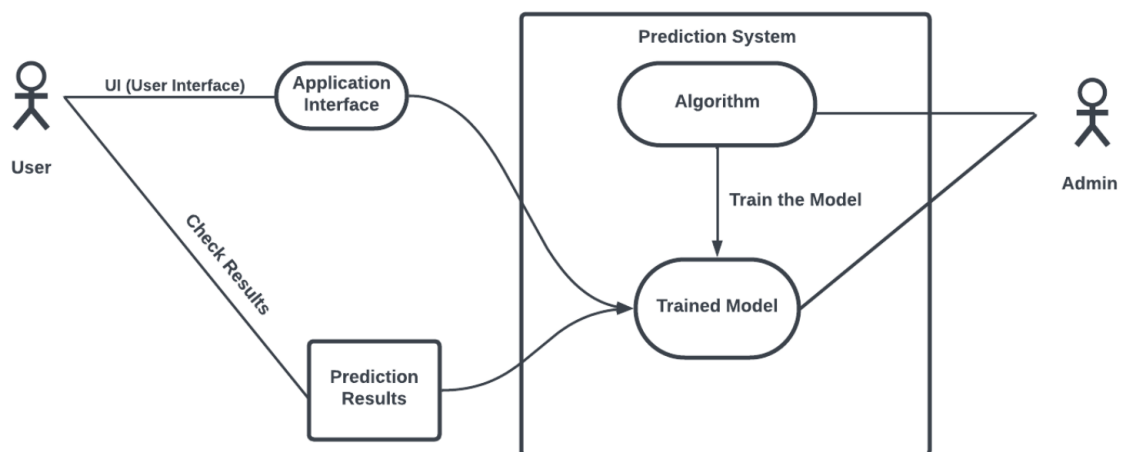 Prediction System
UI (User Interface)
Application
Interface
Algorithm
User
Admin
Train the Model
Check Results
Trained Model
Prediction
Results